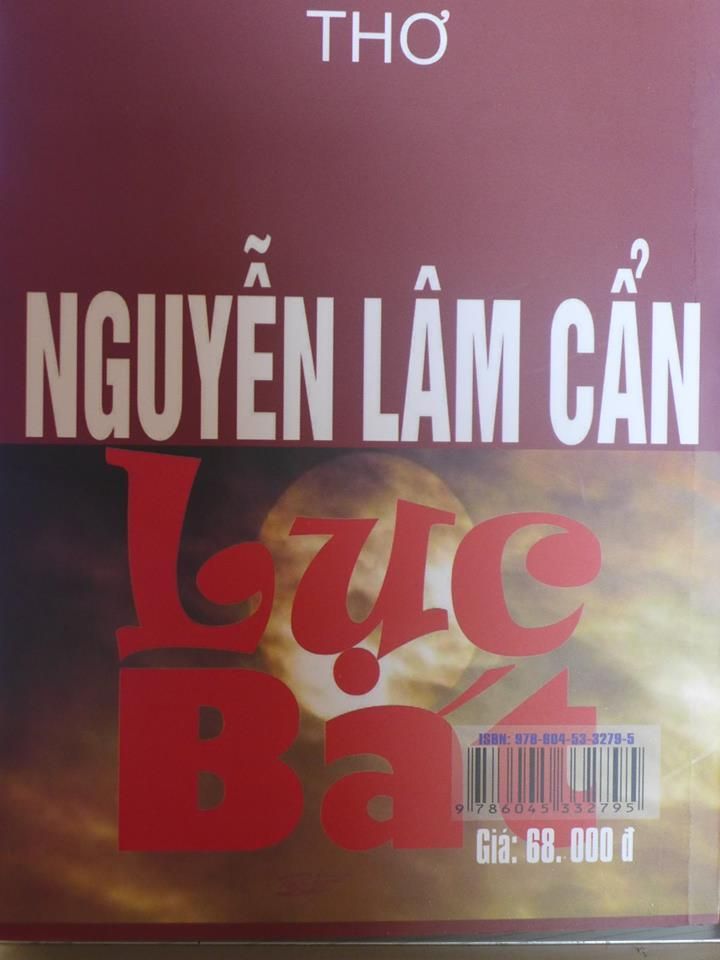 THƠ
NGUYỄN LÂM CẨN
Lục
Bát
ISBN: 978-604-53-3279-5
9 786045 332795
Giá: 68. 000 đ